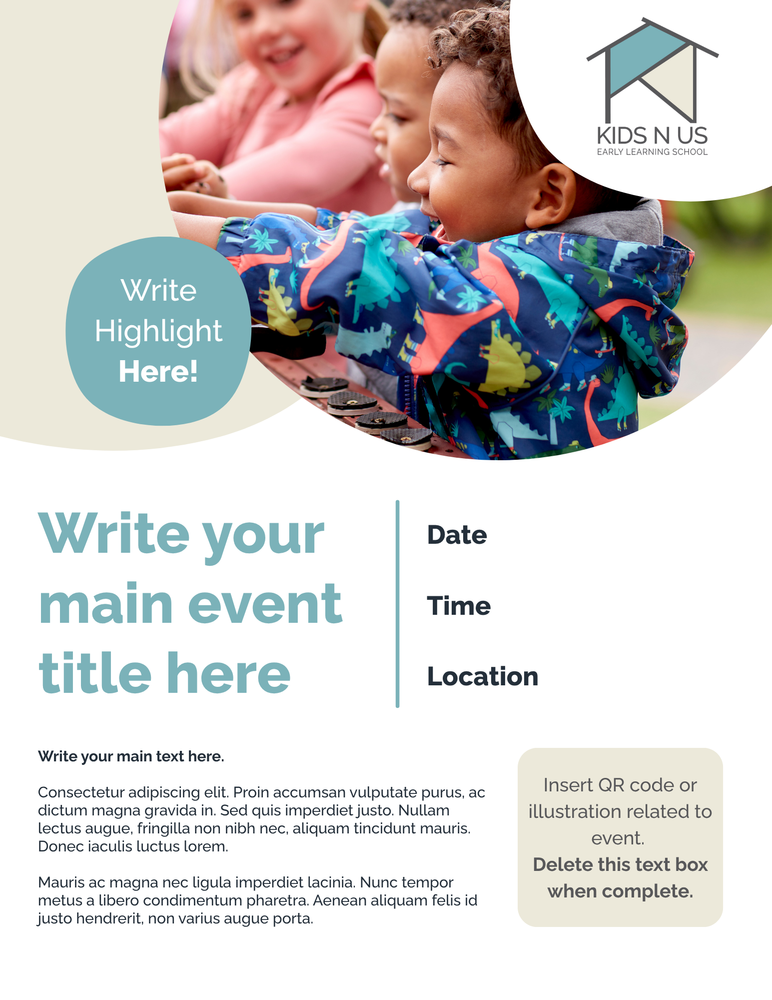 KIDS N US
EARLY LEARNING SCHOOL
Write
Highlight
Here!
Write your
main event
title here
Date
Time
Location
Write your main text here.
Consectetur adipiscing elit. Proin accumsan vulputate purus, ac
dictum magna gravida in. Sed quis imperdiet justo. Nullam
lectus augue, fringilla non nibh nec, aliquam tincidunt mauris.
Donec iaculis luctus lorem.
Mauris ac magna nec ligula imperdiet lacinia. Nunc tempor
metus a libero condimentum pharetra. Aenean aliquam felis id
justo hendrerit, non varius augue porta.
Insert QR code or
illustration related to
event.
Delete this text box
when complete.